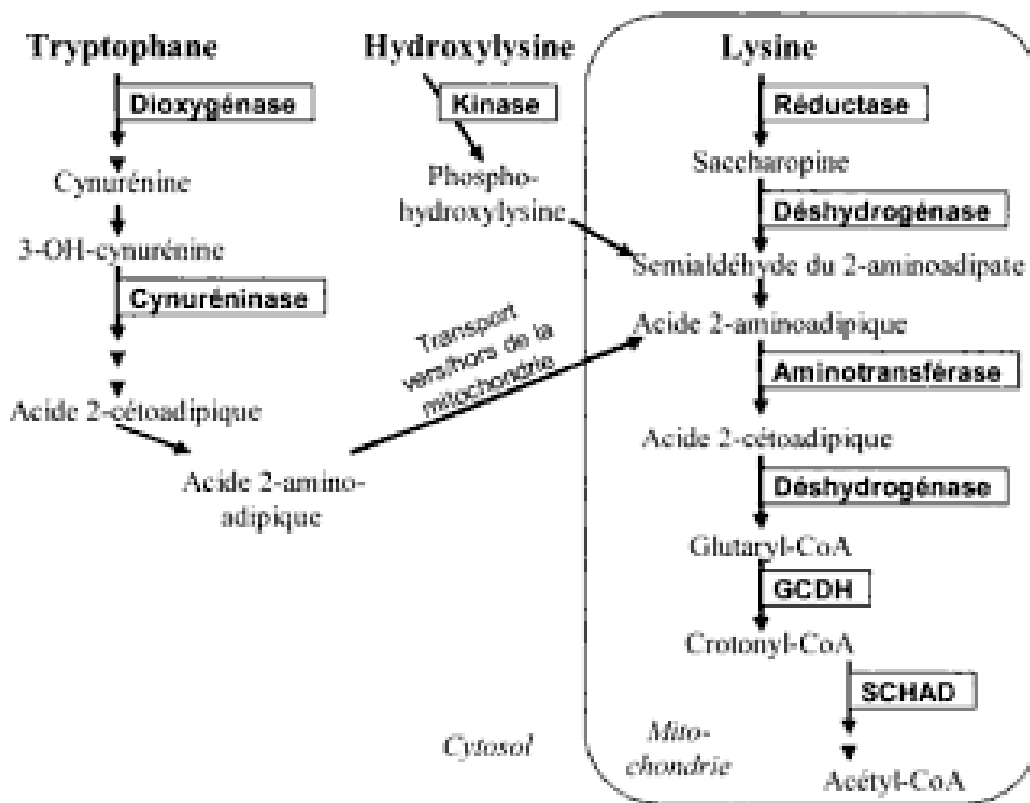 Tryptophane
Dioxygénase
Cynurénine
3-OH-cynurénine
Cynuréninase
Acide 2-cétoadipique
Acide 2-amino-
adipique
Transport
vers/hors de la
mitochondrie
Hydroxylysine
Kinase
Phospho-
hydroxylysine
Lysine
Réductase
Saccharopine
Déshydrogénase
Semialdéhyde du 2-aminoadipate
Acide 2-aminoadipique
Aminotransférase
Acide 2-cétoadipique
Déshydrogénase
Glutaryl-CoA
GCDH
Crotonyl-CoA
SCHAD
Acétyl-CoA
Cytosol
Mito-
chondrie